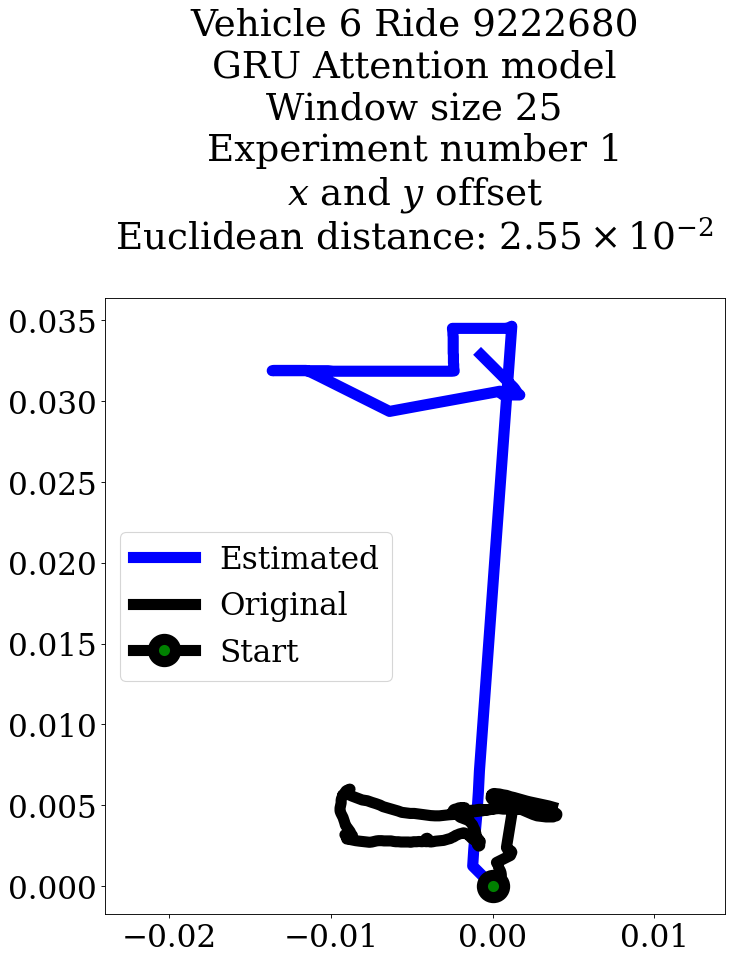 Vehicle 6 Ride 9222680
GRU Attention model
Window size 25
Experiment number 1
x and y offset
Euclidean distance: 2.55 × 10⁻²
0.035
0.030
0.025
0.020
0.015
0.010
0.005
0.000
Estimated
Original
Start
−0.02
−0.01
0.00
0.01